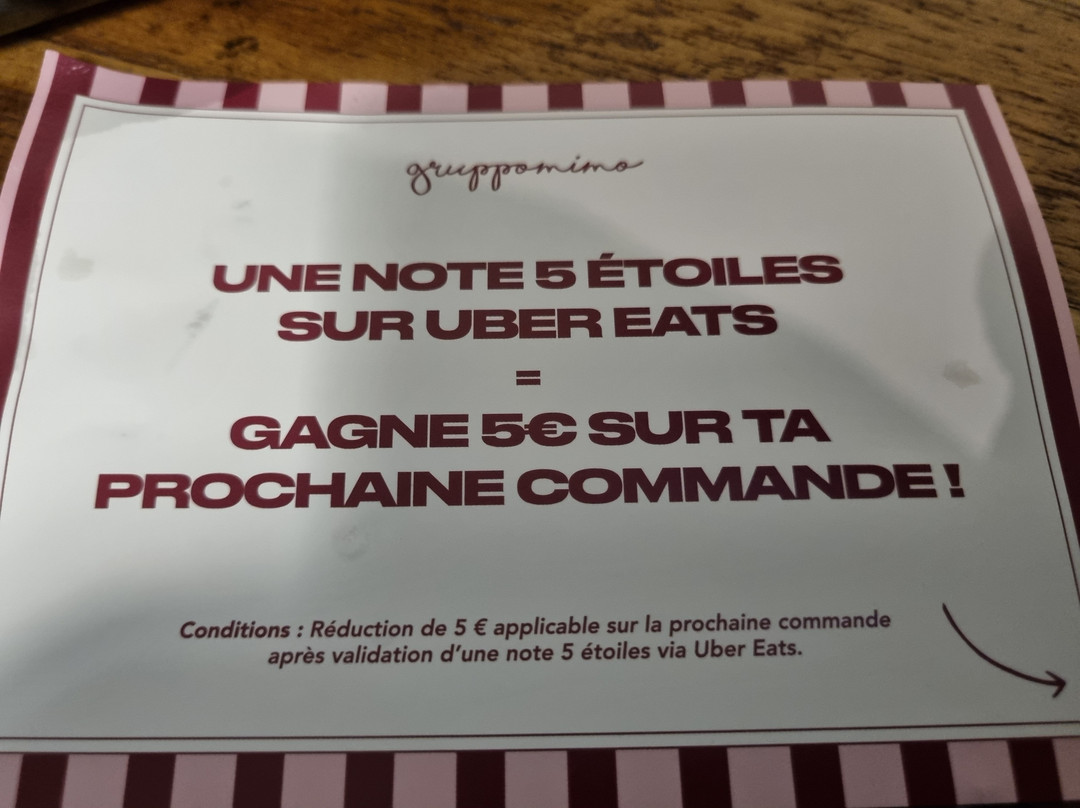 gruppomimo
UNE NOTE 5 ÉTOILES
SUR UBER EATS
=
GAGNE 5€ SUR TA
PROCHAINE COMMANDE !
Conditions : Réduction de 5 € applicable sur la prochaine commande
après validation d'une note 5 étoiles via Uber Eats.